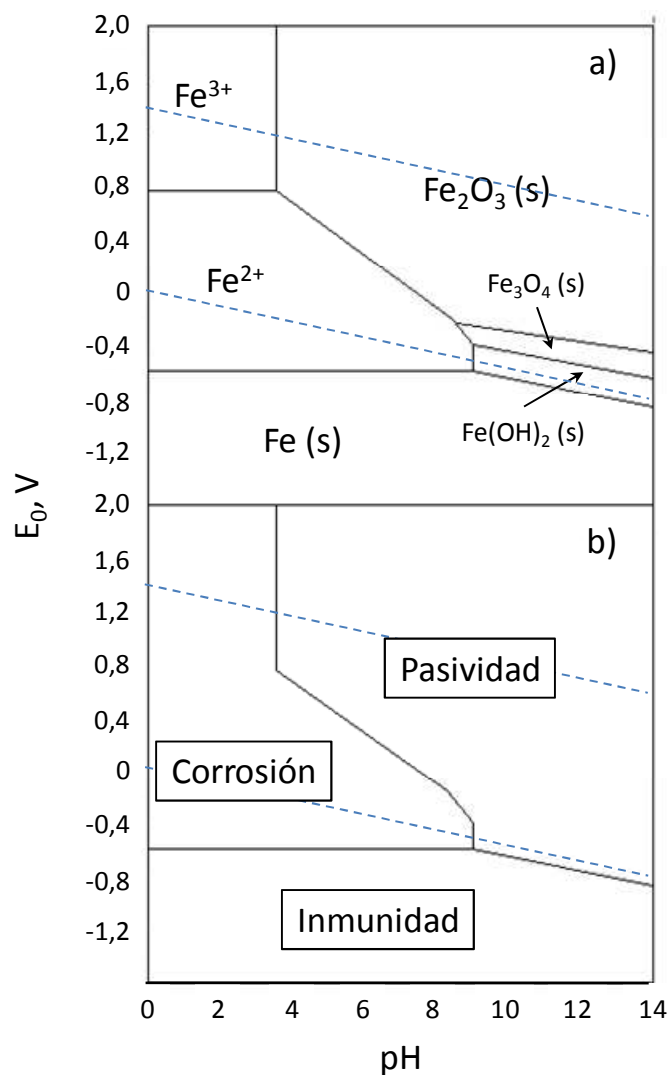 2,0
a)
1,6
Fe³⁺
1,2
0,8
Fe₂O₃ (s)
0,4
Fe²⁺
Fe₃O₄ (s)
0
-0,4
-0,8
Fe(OH)₂ (s)
Fe (s)
-1,2
E₀, V
2,0
b)
1,6
1,2
0,8
Pasividad
0,4
0
Corrosión
-0,4
-0,8
Inmunidad
-1,2
0 2 4 6 8 10 12 14
pH